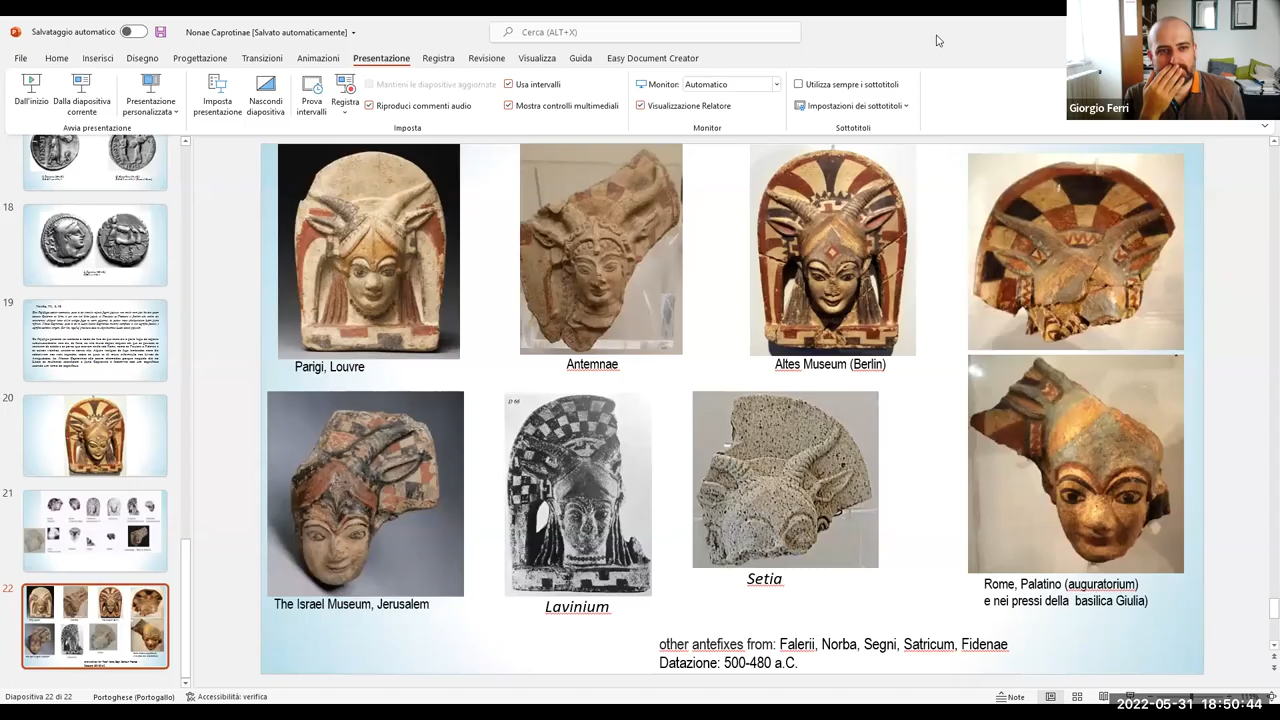 Salvataggio automatico
Nonae Caprotinae [Salvato automaticamente]
Cerca (ALT+X)
File Home Inserisci Disegno Progettazione Transizioni Animazioni Presentazione Registra Revisione Visualizza Guida Easy Document Creator
Dall'inizio
Dalla diapositiva corrente
Presentazione personalizzata
Avvia presentazione
Imposta presentazione
Nascondi diapositiva
Prova intervalli
Registra
Mantieni le diapositive aggiornate
Riproduci commenti audio
Usa intervalli
Mostra controlli multimediali
Imposta
Monitor: Automatico
Visualizzazione Relatore
Monitor
Utilizza sempre i sottotitoli
Impostazioni dei sottotitoli
Sottotitoli
Giorgio Ferri
18
19
20
21
22
Parigi, Louvre
Antemnae
Altes Museum (Berlin)
D 66
The Israel Museum, Jerusalem
Lavinium
Setia
Rome, Palatino (auguratorium)
e nei pressi della basilica Giulia)
other antefixes from: Falerii, Norba, Segni, Satricum, Fidenae
Datazione: 500-480 a.C.
Diapositiva 22 di 22
Portoghese (Portogallo)
Accessibilità: verifica
Note
2022-05-31 18:50:44